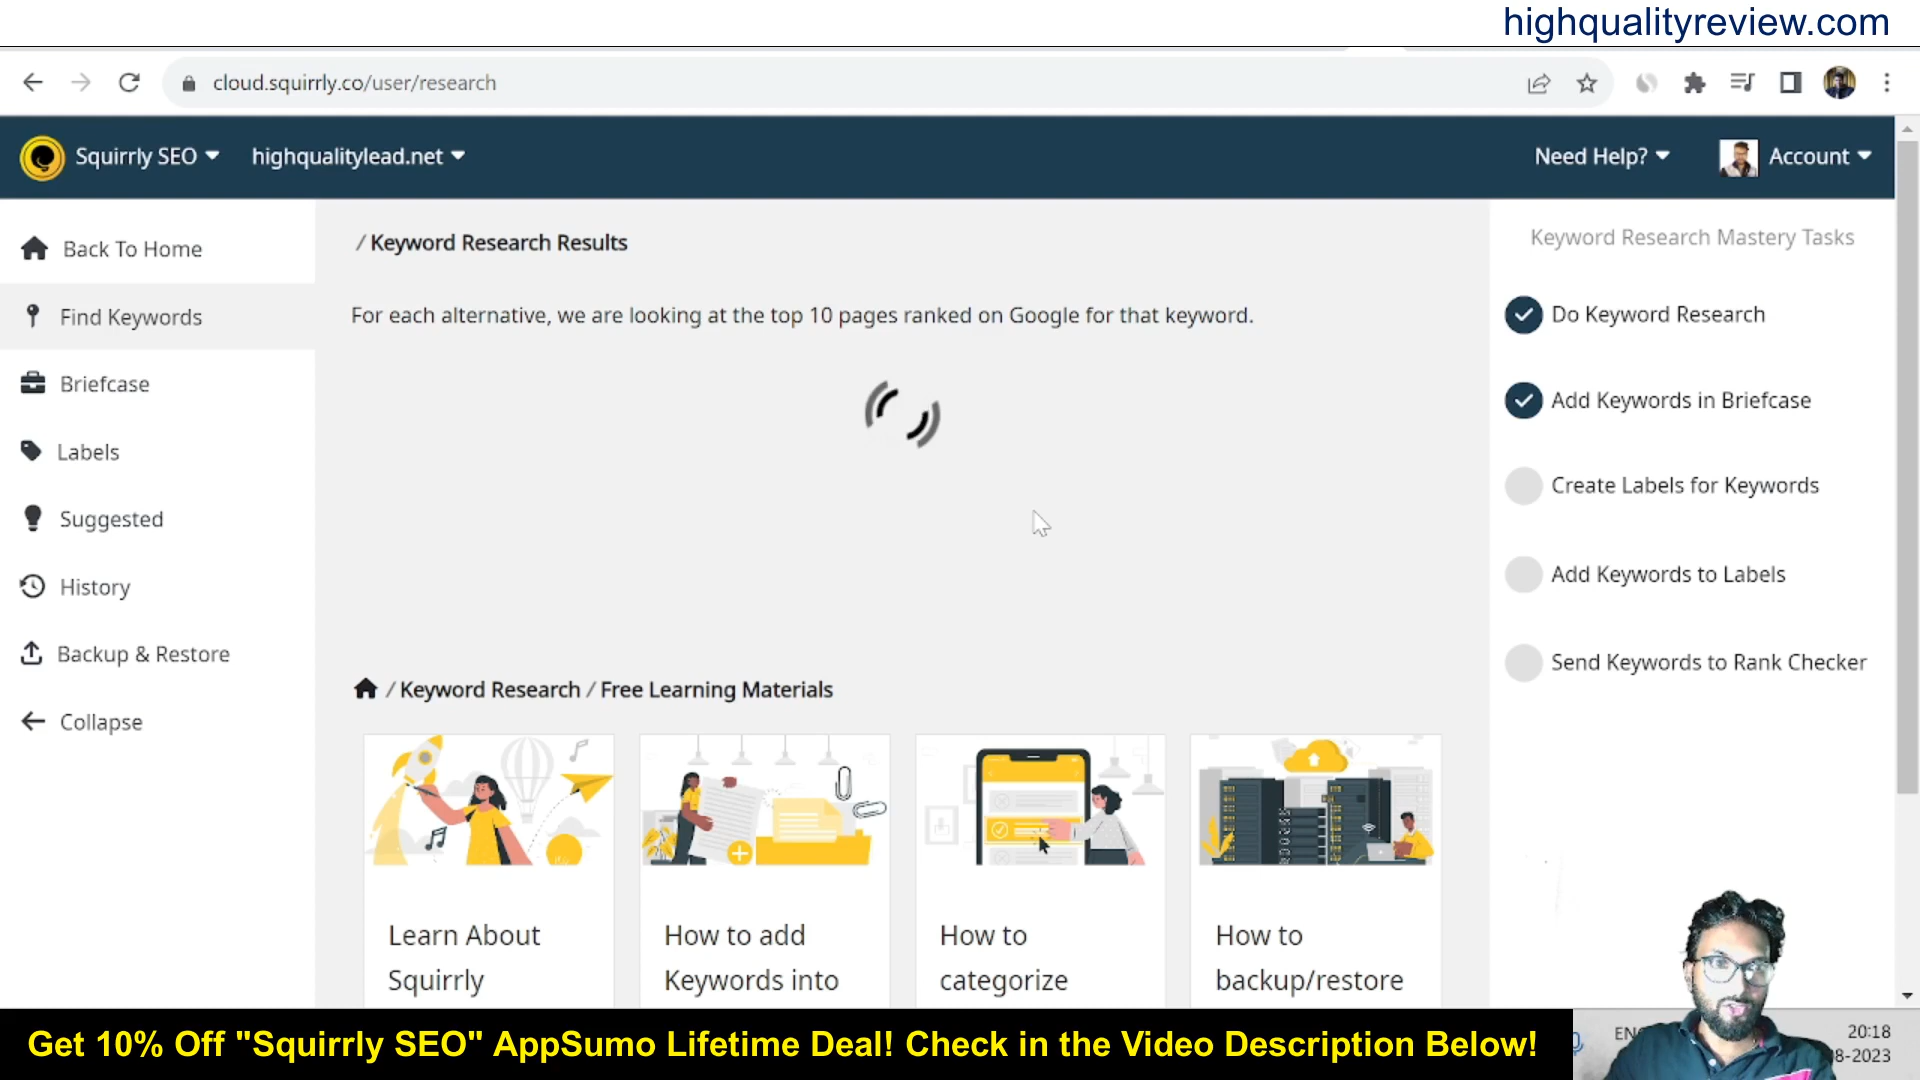 highqualityreview.com
cloud.squirrly.co/user/research
Squirrly SEO
highqualitylead.net
Need Help?
Account
Back To Home
Find Keywords
Briefcase
Labels
Suggested
History
Backup & Restore
Collapse
/ Keyword Research Results
For each alternative, we are looking at the top 10 pages ranked on Google for that keyword.
/ Keyword Research / Free Learning Materials
Learn About
Squirrly
How to add
Keywords into
How to
categorize
How to
backup/restore
Keyword Research Mastery Tasks
Do Keyword Research
Add Keywords in Briefcase
Create Labels for Keywords
Add Keywords to Labels
Send Keywords to Rank Checker
Get 10% Off "Squirrly SEO" AppSumo Lifetime Deal! Check in the Video Description Below!
20:18
8-2023